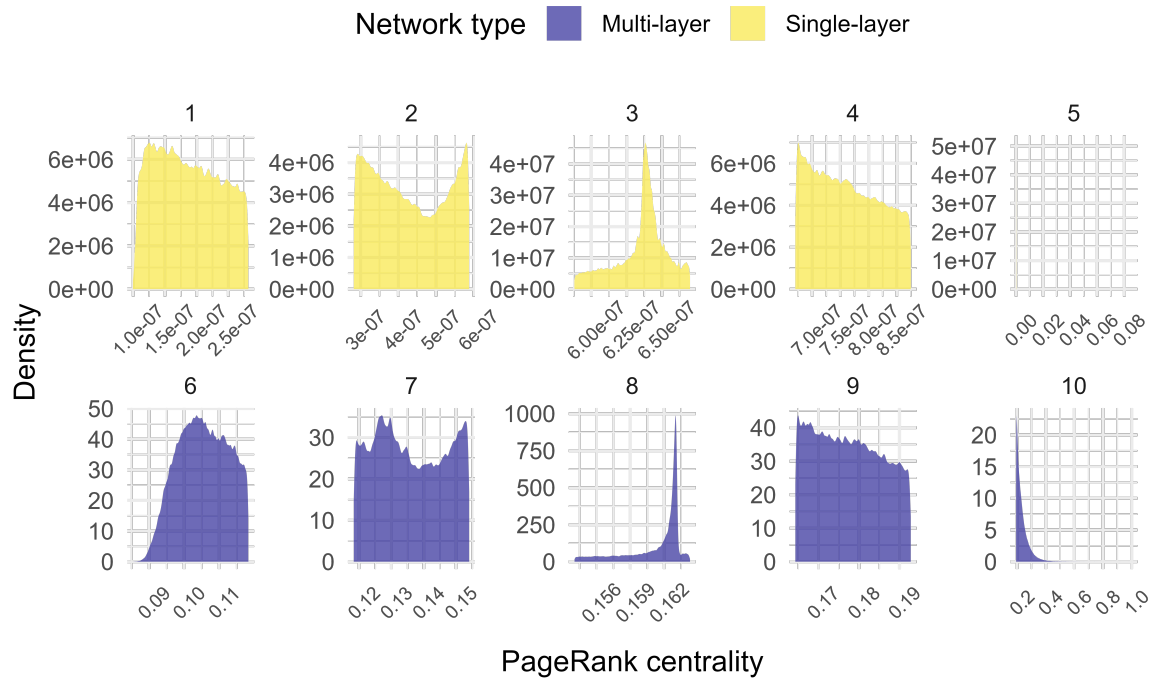 Network type Multi-layer Single-layer
1 2 3 4 5
6e+06 4e+06 2e+06 0e+00
4e+06 3e+06 2e+06 1e+06 0e+00
4e+07 3e+07 2e+07 1e+07 0e+00
6e+06 4e+06 2e+06 0e+00
5e+07 4e+07 3e+07 2e+07 1e+07 0e+00
1.0e-07 1.5e-07 2.0e-07 2.5e-07
3e-07 4e-07 5e-07 6e-07
6.00e-07 6.25e-07 6.50e-07
7.0e-07 7.5e-07 8.0e-07 8.5e-07
0.00 0.02 0.04 0.06 0.08
Density
6 7 8 9 10
50 40 30 20 10 0
30 20 10 0
1000 750 500 250 0
40 30 20 10 0
20 15 10 5 0
0.09 0.10 0.11
0.12 0.13 0.14 0.15
0.156 0.159 0.162
0.17 0.18 0.19
0.2 0.4 0.6 0.8 1.0
PageRank centrality